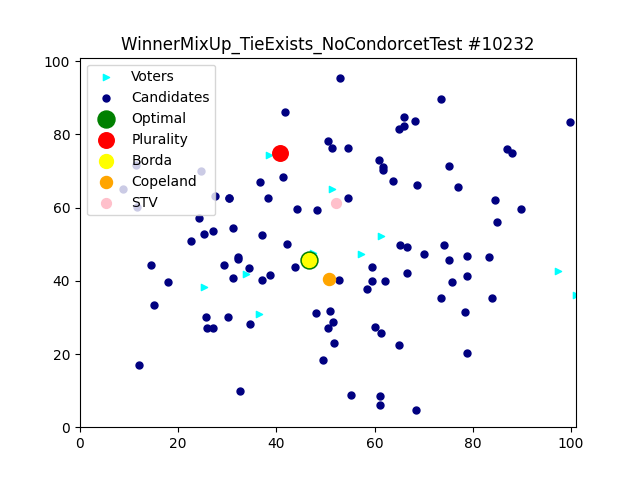 WinnerMixUp_TieExists_NoCondorcetTest #10232
100
80
60
40
20
0
0 20 40 60 80 100
Voters
Candidates
Optimal
Plurality
Borda
Copeland
STV